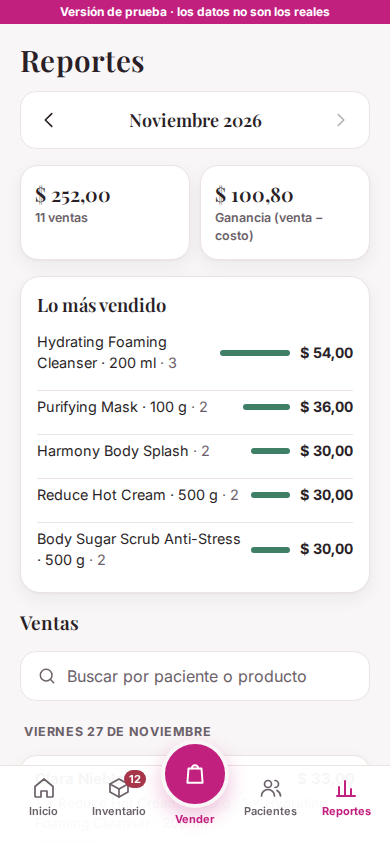 Versión de prueba · los datos no son los reales
Reportes
Noviembre 2026
$ 252,00
11 ventas
$ 100,80
Ganancia (venta –
costo)
Lo más vendido
Hydrating Foaming
Cleanser · 200 ml · 3
$ 54,00
Purifying Mask · 100 g · 2
$ 36,00
Harmony Body Splash · 2
$ 30,00
Reduce Hot Cream · 500 g · 2
$ 30,00
Body Sugar Scrub Anti-Stress
· 500 g · 2
$ 30,00
Ventas
Buscar por paciente o producto
VIERNES 27 DE NOVIEMBRE
$ 33,00
12
Inicio
Inventario
Vender
Pacientes
Reportes